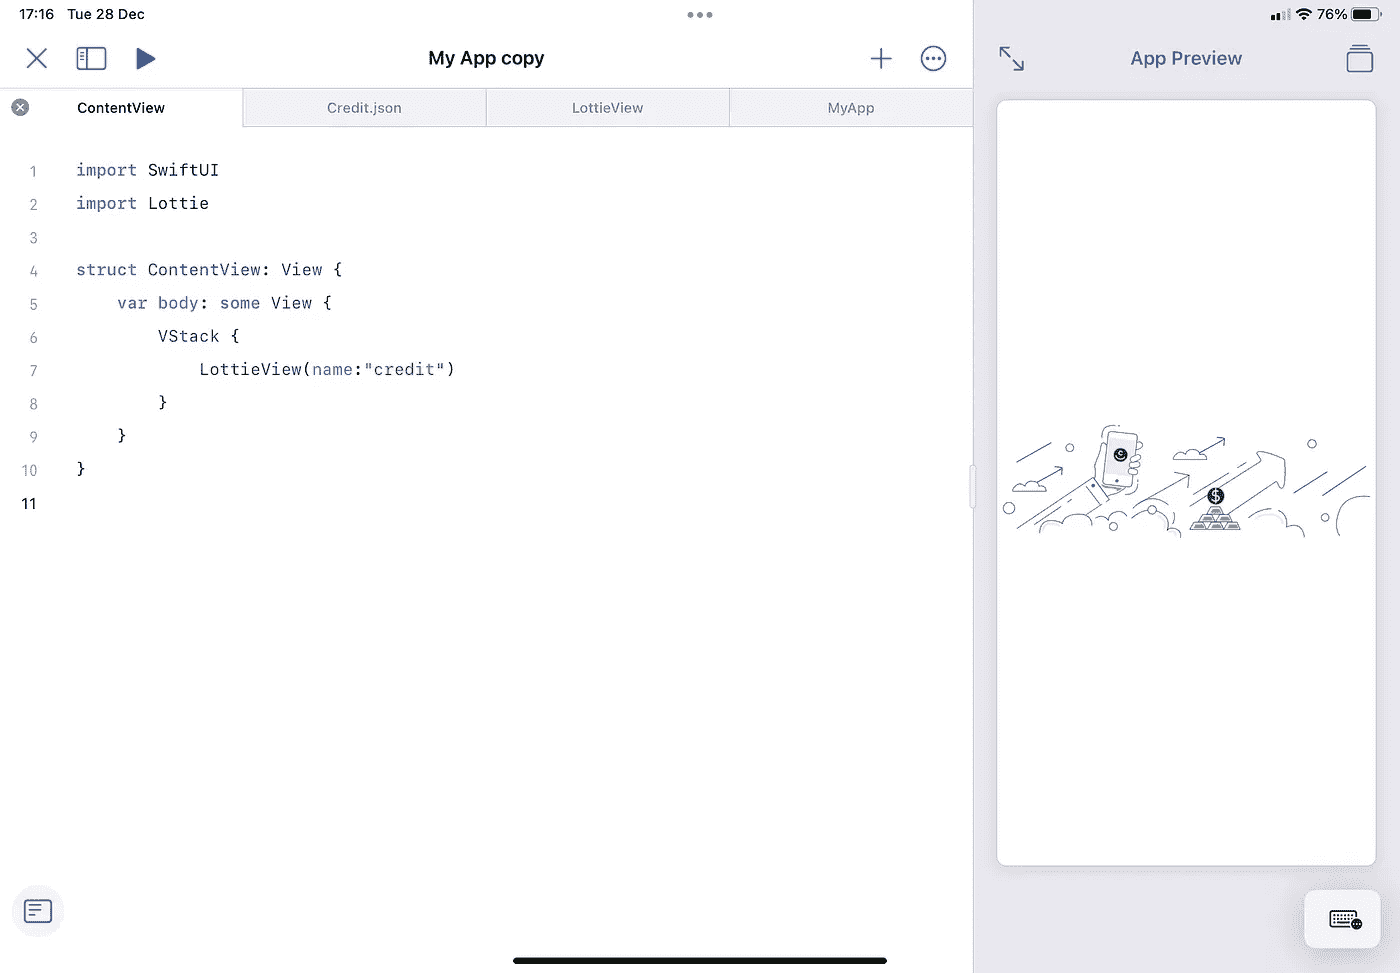 17:16 Tue 28 Dec
76%
My App copy
App Preview
ContentView
Credit.json
LottieView
MyApp
1 import SwiftUI
2 import Lottie
3
4 struct ContentView: View {
5 var body: some View {
6 VStack {
7 LottieView(name:"credit")
8 }
9 }
10 }
11
$